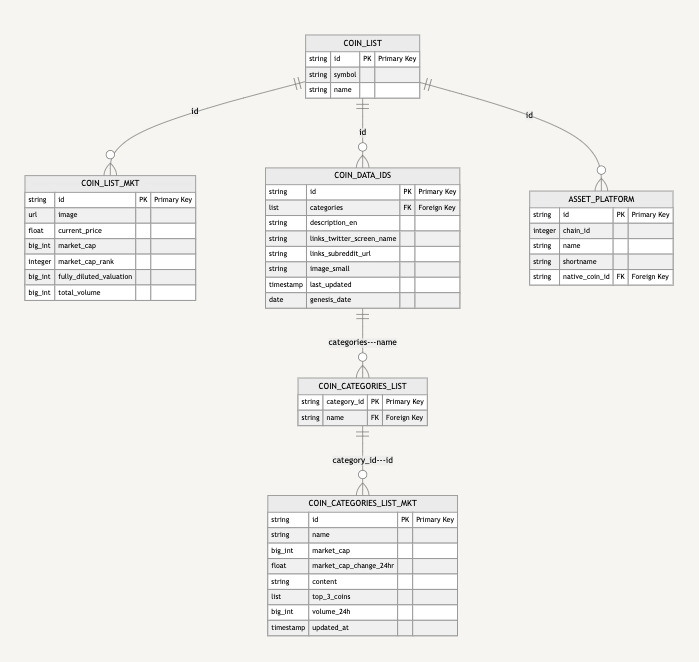 COIN_LIST
string id PK Primary Key
string symbol
string name
id
id
id
COIN_LIST_MKT
string id PK Primary Key
url image
float current_price
big_int market_cap
integer market_cap_rank
big_int fully_diluted_valuation
big_int total_volume
COIN_DATA_IDS
string id PK Primary Key
list categories FK Foreign Key
string description_en
string links_twitter_screen_name
string links_subreddit_url
string image_small
timestamp last_updated
date genesis_date
ASSET_PLATFORM
string id PK Primary Key
integer chain_id
string name
string shortname
string native_coin_id FK Foreign Key
categories---name
COIN_CATEGORIES_LIST
string category_id PK Primary Key
string name FK Foreign Key
category_id---id
COIN_CATEGORIES_LIST_MKT
string id PK Primary Key
string name
big_int market_cap
float market_cap_change_24hr
string content
list top_3_coins
big_int volume_24h
timestamp updated_at